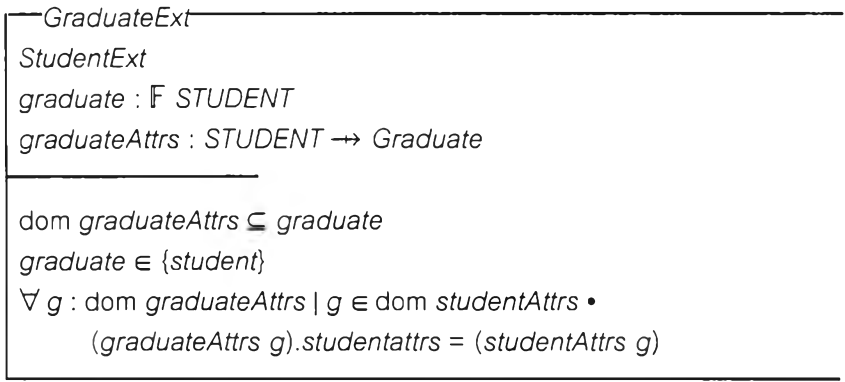 GraduateExt
StudentExt
graduate : 𝔽 STUDENT
graduateAttrs : STUDENT ⇸ Graduate
dom graduateAttrs ⊆ graduate
graduate ∈ {student}
∀ g : dom graduateAttrs | g ∈ dom studentAttrs •
(graduateAttrs g).studentattrs = (studentAttrs g)